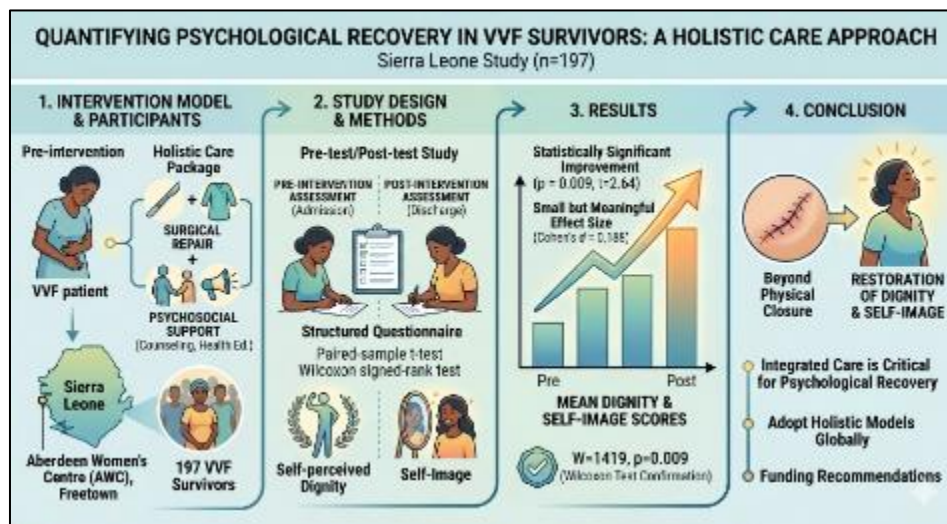 QUANTIFYING PSYCHOLOGICAL RECOVERY IN VVF SURVIVORS: A HOLISTIC CARE APPROACH
Sierra Leone Study (n=197)
1. INTERVENTION MODEL
& PARTICIPANTS
Pre-intervention
Holistic Care
Package
SURGICAL
REPAIR
+
VVF patient
PSYCHOSOCIAL
SUPPORT
(Counseling, Health Ed.)
Sierra
Leone
Aberdeen Women's
Centre (AWC),
Freetown
197 VVF
Survivors
2. STUDY DESIGN
& METHODS
Pre-test/Post-test Study
PRE-INTERVENTION
ASSESSMENT
(Admission)
POST-INTERVENTION
ASSESSMENT
(Discharge)
Structured Questionnaire
Paired-sample t-test
Wilcoxon signed-rank test
Self-perceived
Dignity
Self-Image
3. RESULTS
Statistically Significant
Improvement
(p = 0.009, t=2.64)
Small but Meaningful
Effect Size
(Cohen's d = 0.188)
Pre
Post
MEAN DIGNITY &
SELF-IMAGE SCORES
W=1419, p=0.009
(Wilcoxon Test Confirmation)
4. CONCLUSION
Beyond
Physical
Closure
RESTORATION
OF DIGNITY
& SELF-IMAGE
Integrated Care is Critical
for Psychological Recovery
Adopt Holistic Models
Globally
Funding Recommendations